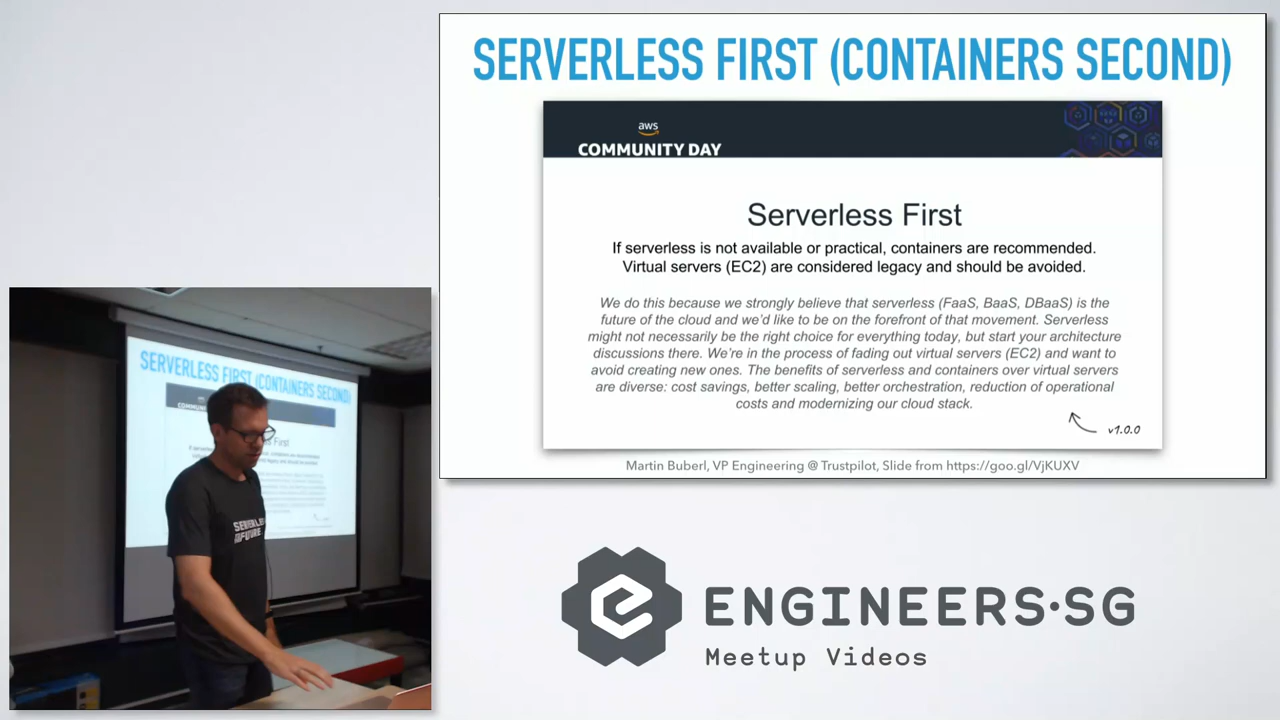 SERVERLESS FIRST (CONTAINERS SECOND)
aws
COMMUNITY DAY
Serverless First
If serverless is not available or practical, containers are recommended.
Virtual servers (EC2) are considered legacy and should be avoided.
We do this because we strongly believe that serverless (FaaS, BaaS, DBaaS) is the
future of the cloud and we'd like to be on the forefront of that movement. Serverless
might not necessarily be the right choice for everything today, but start your architecture
discussions there. We're in the process of fading out virtual servers (EC2) and want to
avoid creating new ones. The benefits of serverless and containers over virtual servers
are diverse: cost savings, better scaling, better orchestration, reduction of operational
costs and modernizing our cloud stack.
v1.0.0
Martin Buberl, VP Engineering @ Trustpilot, Slide from https://goo.gl/VjKUXV
SERVERLESS FIRST (CONTAINERS SECOND)
First
ENGINEERS·SG
Meetup Videos